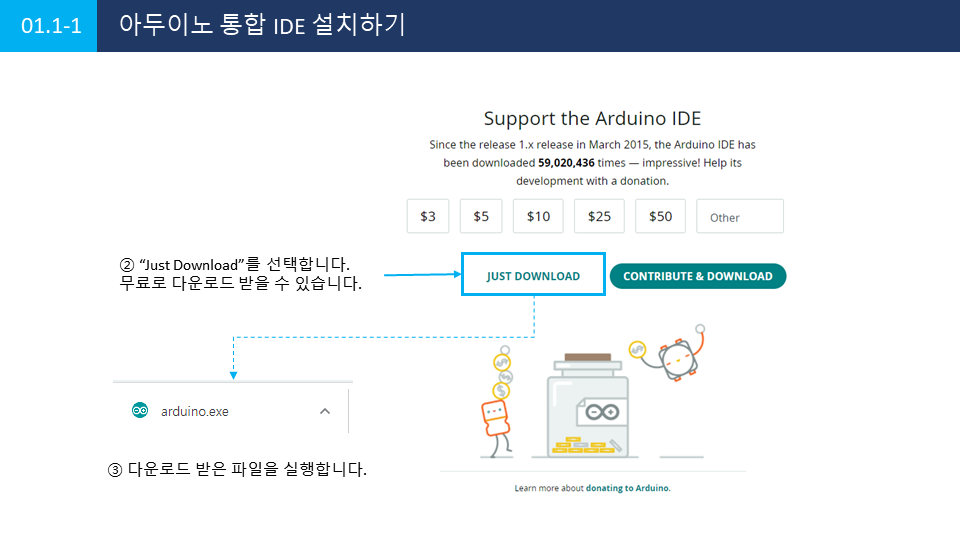 01.1-1
아두이노 통합 IDE 설치하기
Support the Arduino IDE
Since the release 1.x release in March 2015, the Arduino IDE has
been downloaded 59,020,436 times — impressive! Help its
development with a donation.
$3
$5
$10
$25
$50
Other
② “Just Download”를 선택합니다.
무료로 다운로드 받을 수 있습니다.
JUST DOWNLOAD
CONTRIBUTE & DOWNLOAD
arduino.exe
③ 다운로드 받은 파일을 실행합니다.
Learn more about donating to Arduino.